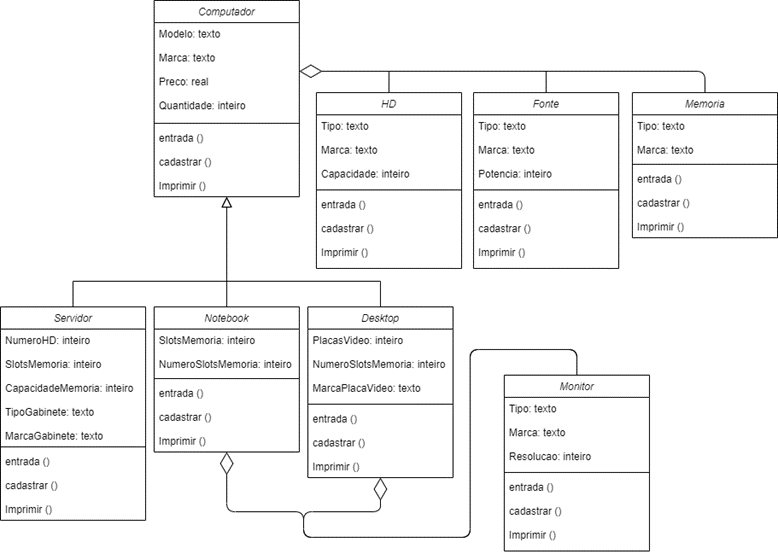 Computador
Modelo: texto
Marca: texto
Preco: real
Quantidade: inteiro
entrada ()
cadastrar ()
Imprimir ()
HD
Tipo: texto
Marca: texto
Capacidade: inteiro
entrada ()
cadastrar ()
Imprimir ()
Fonte
Tipo: texto
Marca: texto
Potencia: inteiro
entrada ()
cadastrar ()
Imprimir ()
Memoria
Tipo: texto
Marca: texto
entrada ()
cadastrar ()
Imprimir ()
Servidor
NumeroHD: inteiro
SlotsMemoria: inteiro
CapacidadeMemoria: inteiro
TipoGabinete: texto
MarcaGabinete: texto
entrada ()
cadastrar ()
Imprimir ()
Notebook
SlotsMemoria: inteiro
NumeroSlotsMemoria: inteiro
entrada ()
cadastrar ()
Imprimir ()
Desktop
PlacasVideo: inteiro
NumeroSlotsMemoria: inteiro
MarcaPlacaVideo: texto
entrada ()
cadastrar ()
Imprimir ()
Monitor
Tipo: texto
Marca: texto
Resolucao: inteiro
entrada ()
cadastrar ()
Imprimir ()